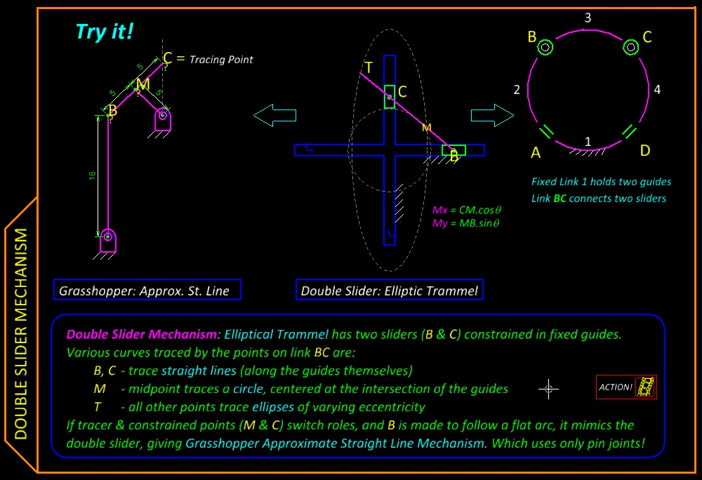 Try it!
C = Tracing Point
5
M
5
5
B
16
T
C
M
B
Mx = CM.cosθ
My = MB.sinθ
3
B
C
2
4
1
A
D
Fixed Link 1 holds two guides
Link BC connects two sliders
Grasshopper: Approx. St. Line
Double Slider: Elliptic Trammel
DOUBLE SLIDER MECHANISM
Double Slider Mechanism: Elliptical Trammel has two sliders (B & C) constrained in fixed guides.
Various curves traced by the points on link BC are:
B, C - trace straight lines (along the guides themselves)
M - midpoint traces a circle, centered at the intersection of the guides
T - all other points trace ellipses of varying eccentricity
If tracer & constrained points (M & C) switch roles, and B is made to follow a flat arc, it mimics the
double slider, giving Grasshopper Approximate Straight Line Mechanism. Which uses only pin joints!
ACTION!